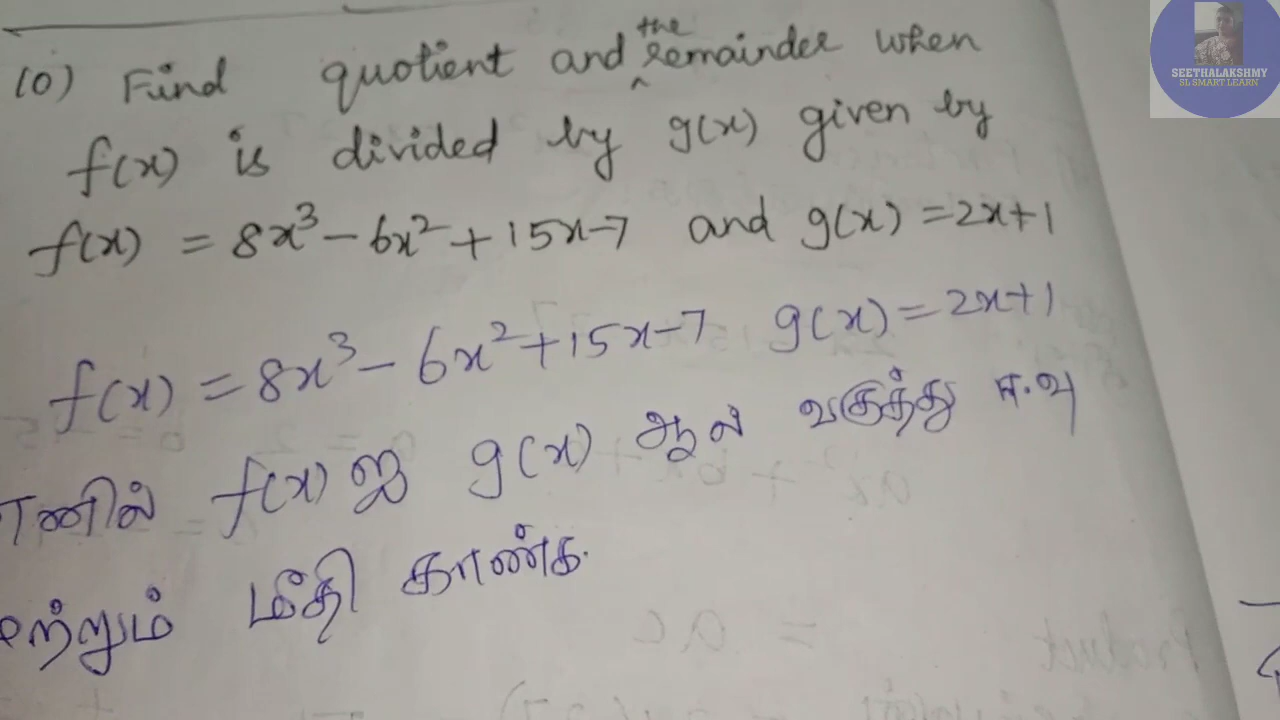 10) Find quotient and the remainder when
f(x) is divided by g(x) given by
f(x) = 8x³ - 6x² + 15x - 7 and g(x) = 2x+1
f(x) = 8x³ - 6x² + 15x - 7 g(x) = 2x+1
எனில் f(x) ஐ g(x) ஆல் வகுத்து ஈ.வு
மற்றும் மீதி காண்க.
SEETHALAKSHMY
SL SMART LEARN